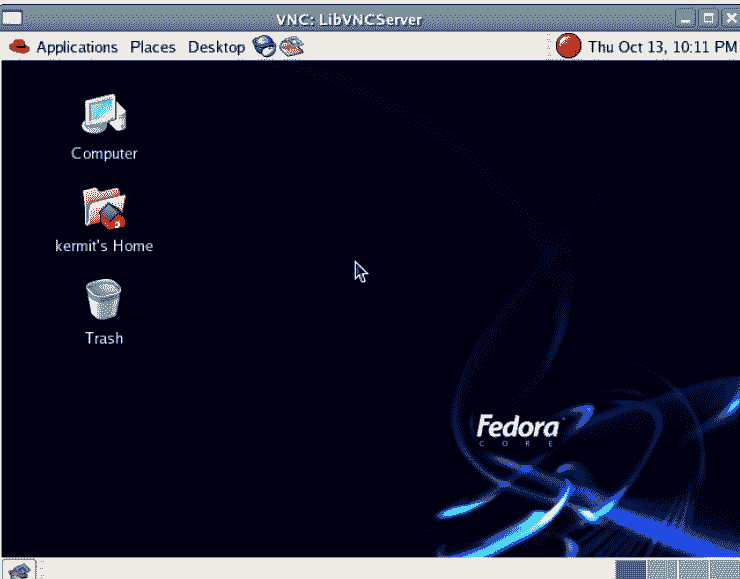 VNC: LibVNCServer
Applications Places Desktop Thu Oct 13, 10:11 PM
Computer
kermit's Home
Trash
Fedora
CORE